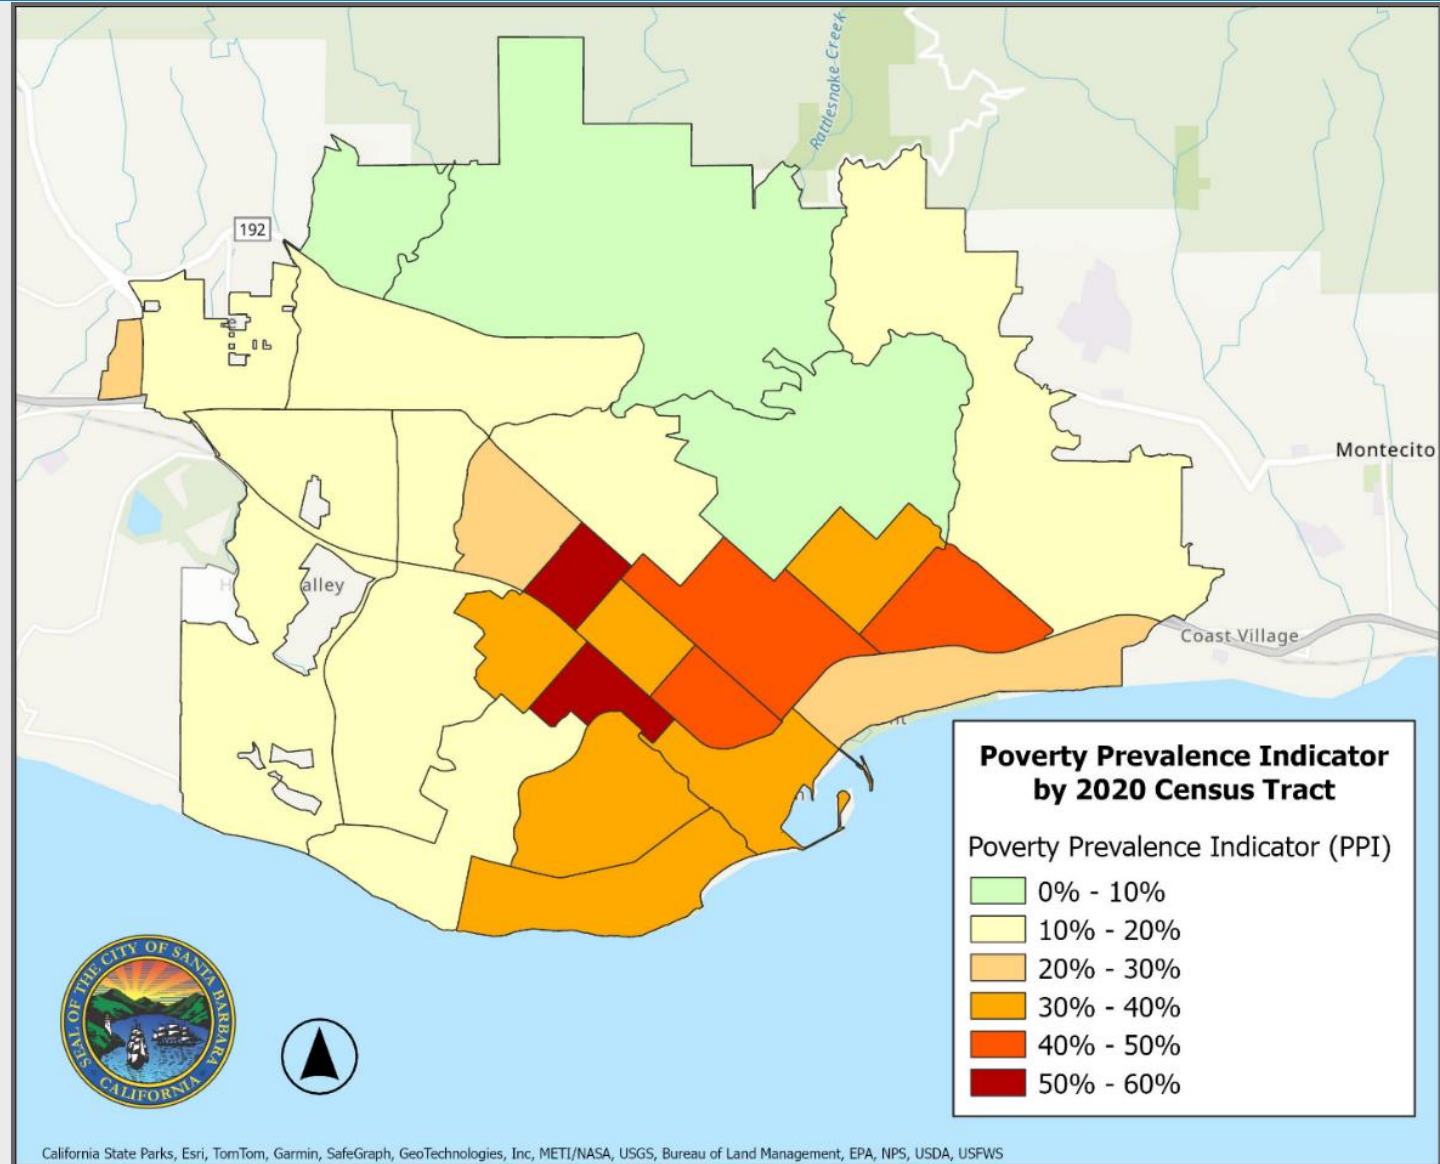 Rattlesnake Creek
192
Montecito
alley
Coast Village
Poverty Prevalence Indicator
by 2020 Census Tract
Poverty Prevalence Indicator (PPI)
0% - 10%
10% - 20%
20% - 30%
30% - 40%
40% - 50%
50% - 60%
SEAL OF THE CITY OF SANTA BARBARA
CALIFORNIA
California State Parks, Esri, TomTom, Garmin, SafeGraph, GeoTechnologies, Inc, METI/NASA, USGS, Bureau of Land Management, EPA, NPS, USDA, USFWS